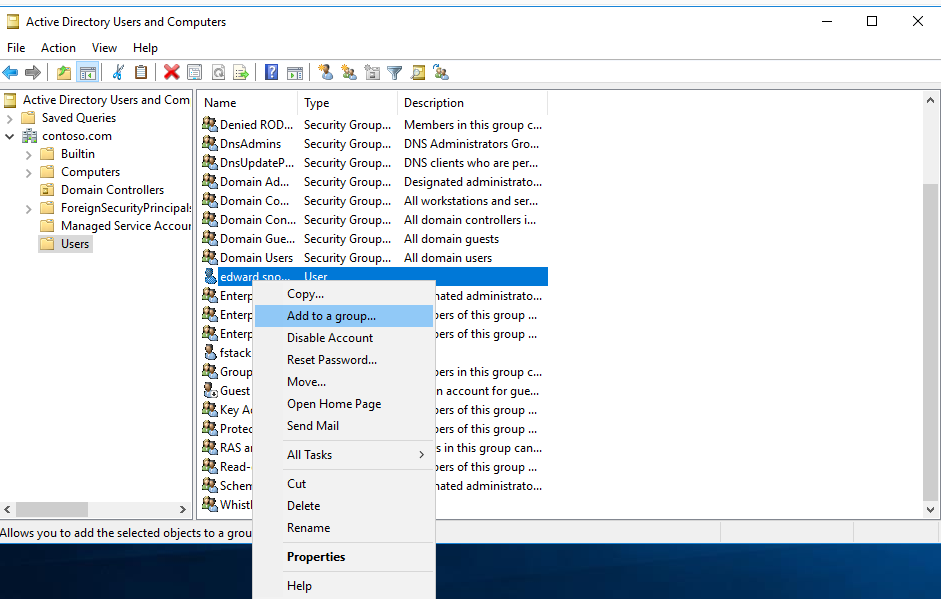 Active Directory Users and Computers
File Action View Help
Active Directory Users and Com
Saved Queries
contoso.com
Builtin
Computers
Domain Controllers
ForeignSecurityPrincipals
Managed Service Accour
Users
Name Type Description
Denied ROD... Security Group... Members in this group c...
DnsAdmins Security Group... DNS Administrators Gro...
DnsUpdateP... Security Group... DNS clients who are per...
Domain Ad... Security Group... Designated administrato...
Domain Co... Security Group... All workstations and ser...
Domain Con... Security Group... All domain controllers i...
Domain Gue... Security Group... All domain guests
Domain Users Security Group... All domain users
edward sno... User
Enterp nated administrato...
Enterp bers of this group ...
Enterp bers of this group ...
fstack
Group bers in this group c...
Guest n account for gue...
Key A bers of this group ...
Protec bers of this group ...
RAS an s in this group can...
Read- bers of this group ...
Schem nated administrato...
Whistl
Copy...
Add to a group...
Disable Account
Reset Password...
Move...
Open Home Page
Send Mail
All Tasks
Cut
Delete
Rename
Properties
Help
Allows you to add the selected objects to a grou